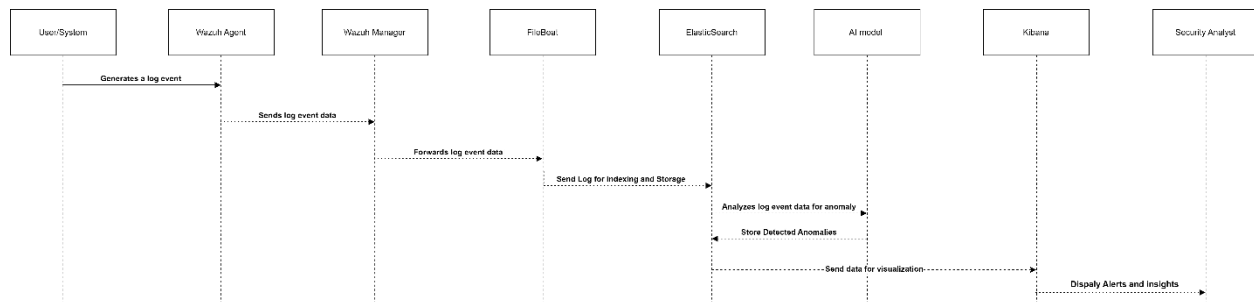 User/System
Wazuh Agent
Wazuh Manager
FileBeat
ElasticSearch
AI model
Kibana
Security Analyst
Generates a log event
Sends log event data
Forwards log event data
Send Log for Indexing and Storage
Analyzes log event data for anomaly
Store Detected Anomalies
Send data for visualization
Dispaly Alerts and Insights